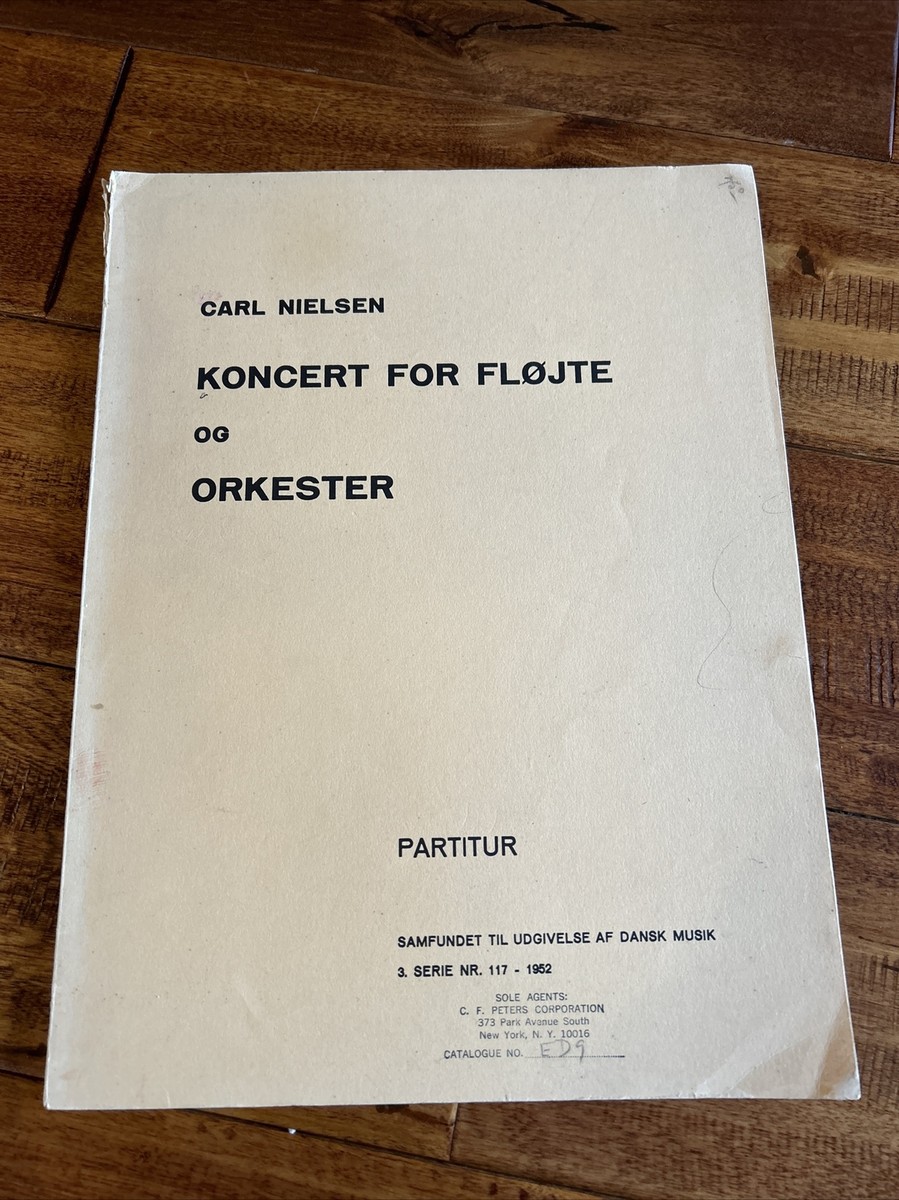 CARL NIELSEN
KONCERT FOR FLØJTE
OG
ORKESTER
PARTITUR
SAMFUNDET TIL UDGIVELSE AF DANSK MUSIK
3. SERIE NR. 117 - 1952
SOLE AGENTS:
C. F. PETERS CORPORATION
373 Park Avenue South
New York, N. Y. 10016
CATALOGUE NO. ED9